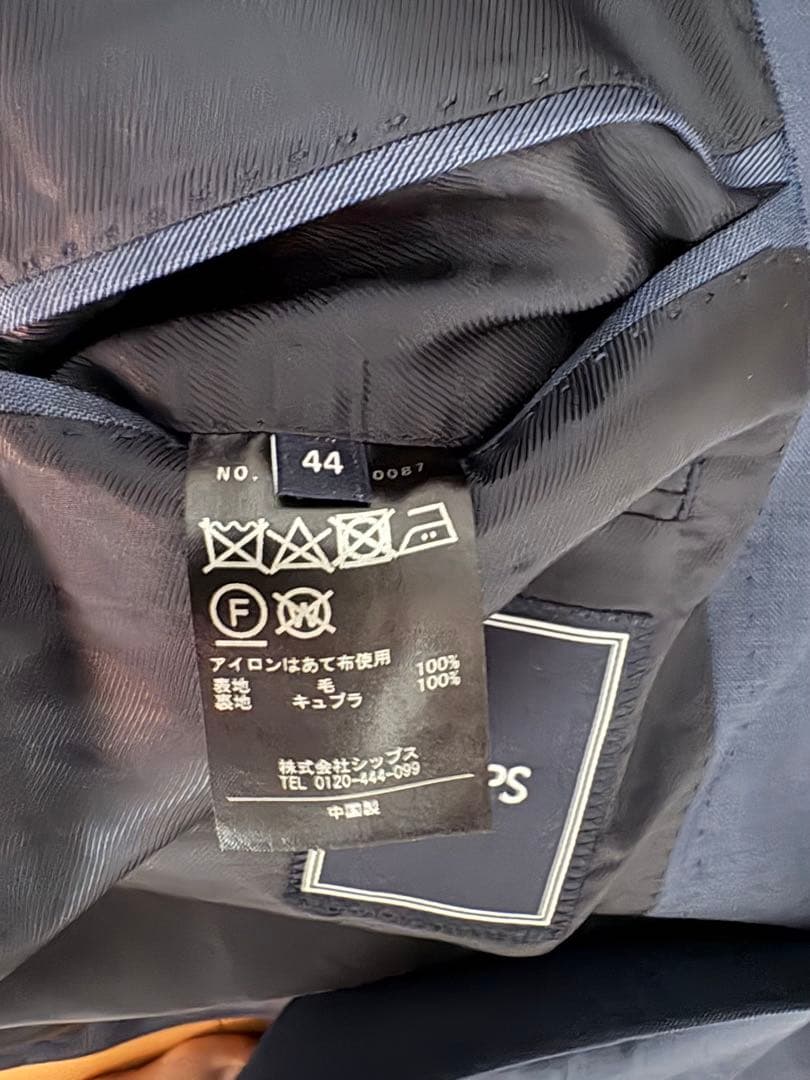 44
NO. 0087
F W
アイロンはあて布使用
表地 毛 100%
裏地 キュプラ 100%
株式会社シップス
TEL 0120-444-099
中国製
PS